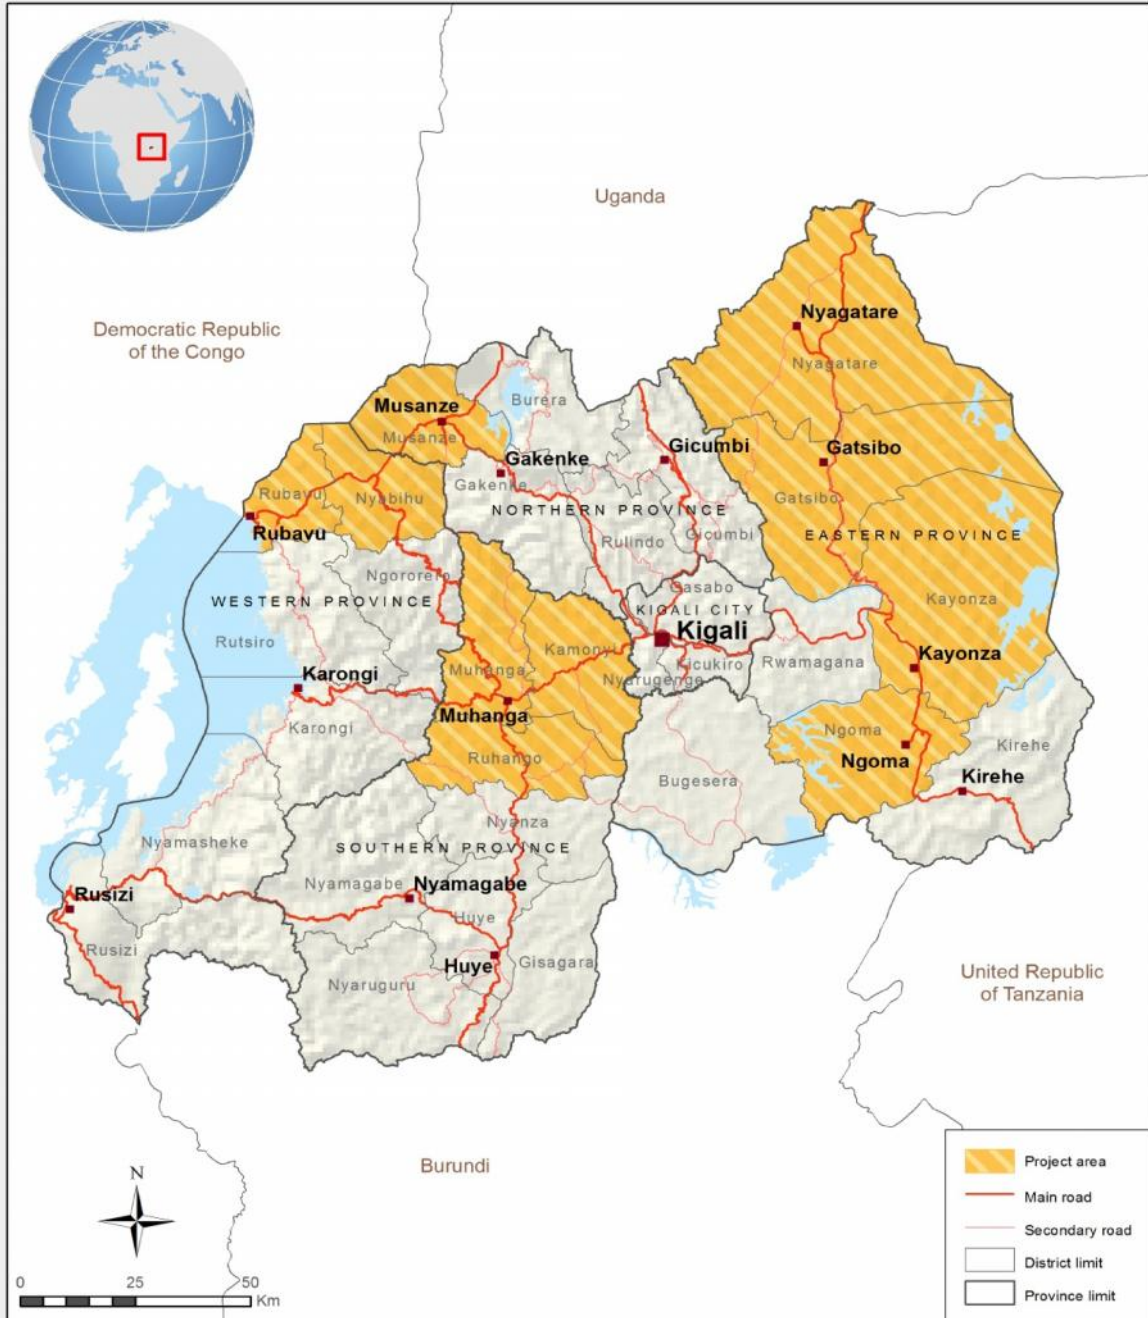 Uganda
Democratic Republic
of the Congo
Nyagatare
Nyagatare
Musanze
Musanze
Burera
Gakenke
Gakenke
Gicumbi
Gatsibo
Gatsibo
Rubavu
Nyabihu
NORTHERN PROVINCE
Rubavu
Rulindo
Gicumbi
EASTERN PROVINCE
Ngororero
Gasabo
WESTERN PROVINCE
KIGALI CITY
Kayonza
Kigali
Rutsiro
Kamonyi
Muhanga
Kicukiro
Rwamagana
Kayonza
Karongi
Nyarugenge
Muhanga
Karongi
Ngoma
Kirehe
Ruhango
Ngoma
Bugesera
Kirehe
Nyanza
Nyamasheke
SOUTHERN PROVINCE
Nyamagabe
Nyamagabe
Rusizi
Huye
Rusizi
Huye
Gisagara
Nyaruguru
United Republic
of Tanzania
Burundi
N
0 25 50
Km
Project area
Main road
Secondary road
District limit
Province limit